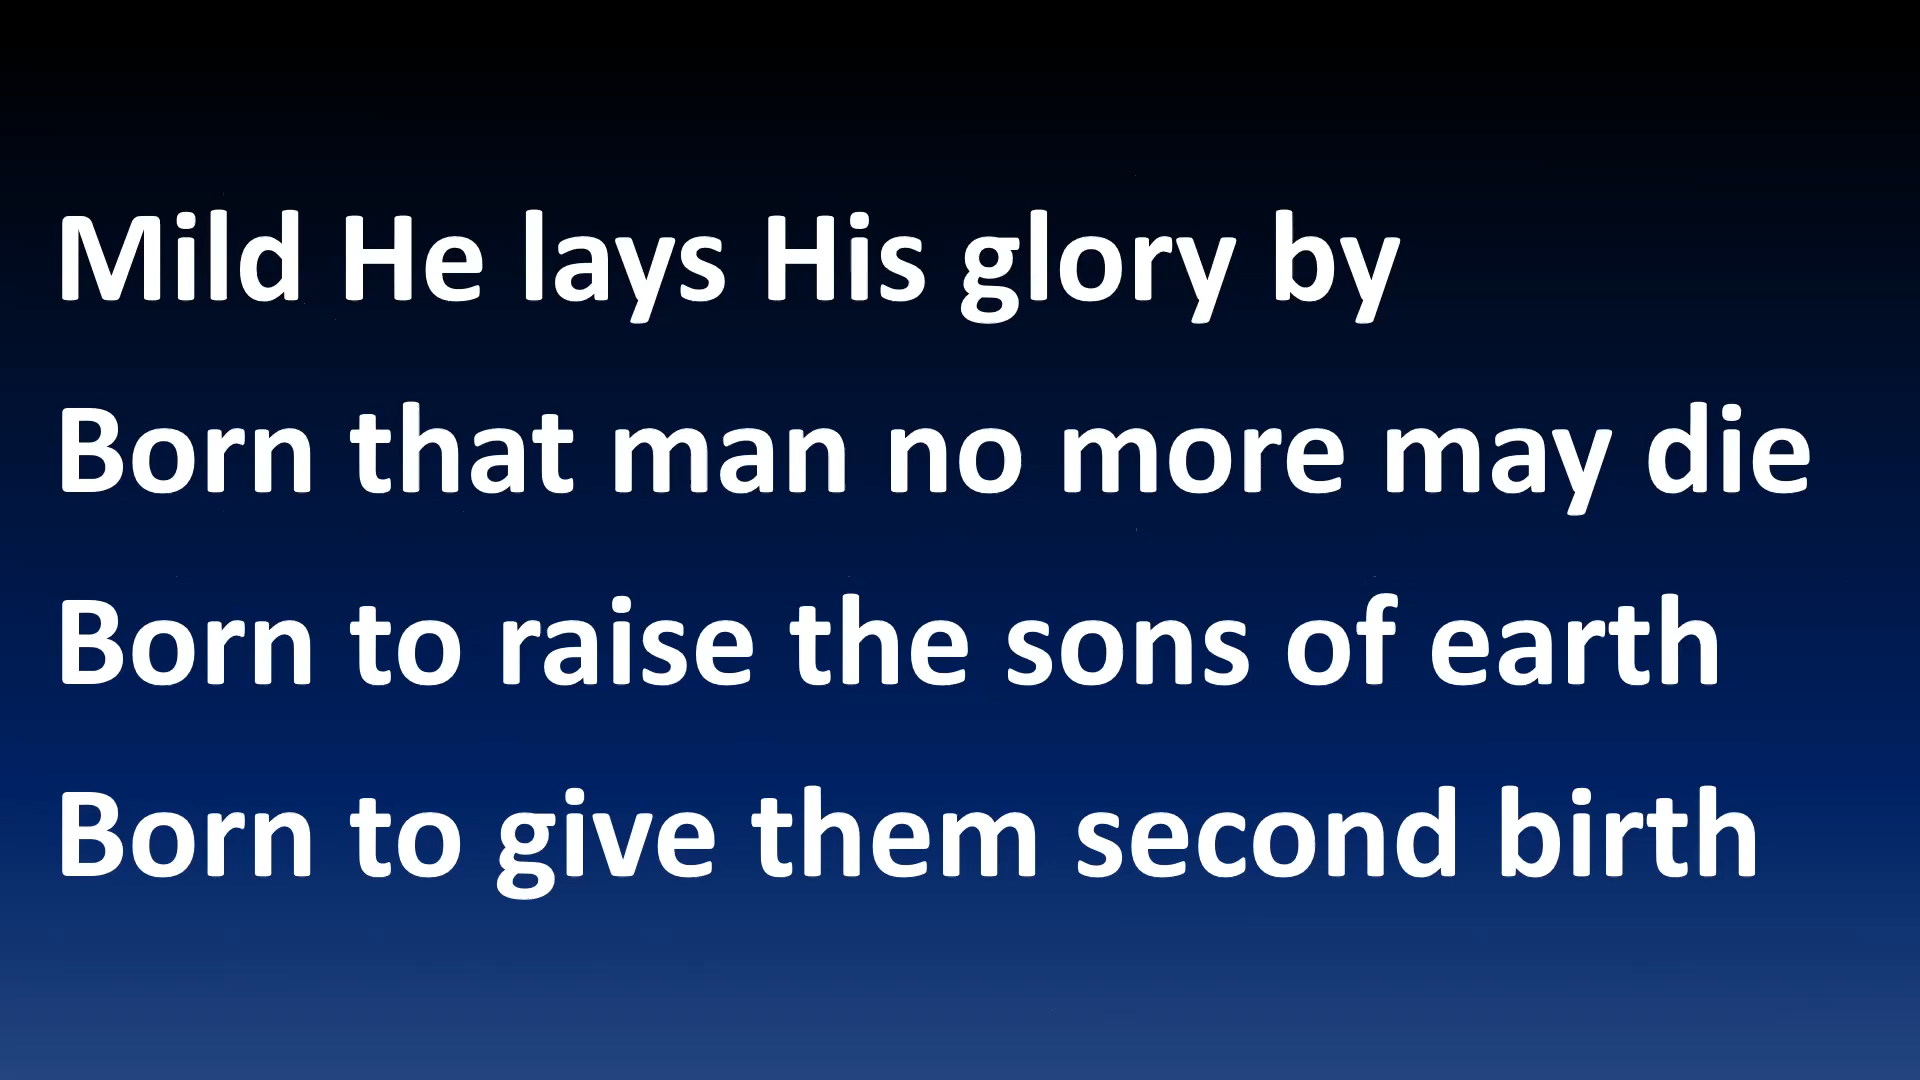 Mild He lays His glory by
Born that man no more may die
Born to raise the sons of earth
Born to give them second birth